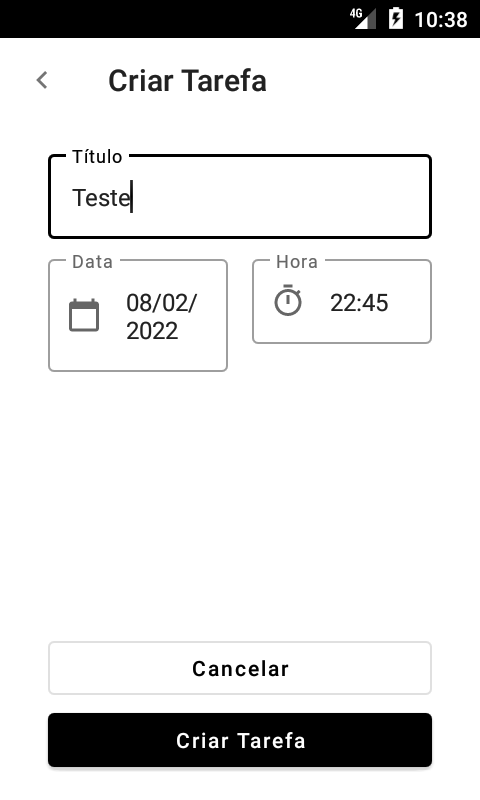 4G 10:38
Criar Tarefa
Título
Teste
Data
Hora
08/02/
2022
22:45
Cancelar
Criar Tarefa